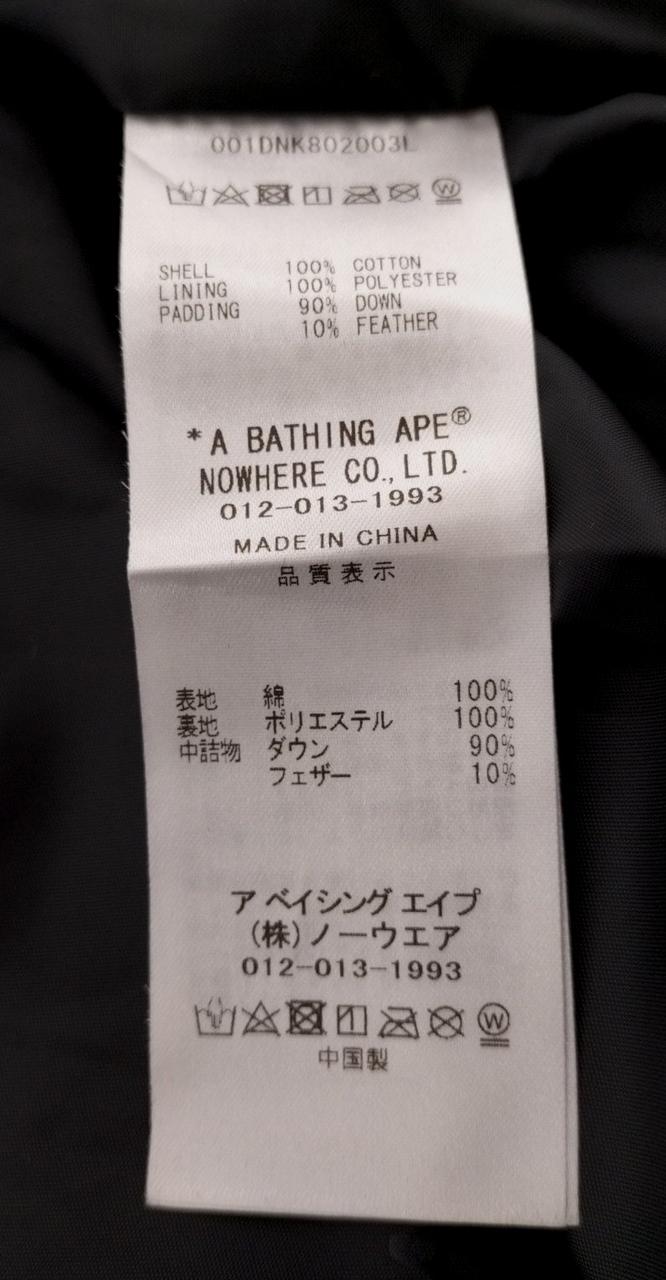 001DNK802003L
W
SHELL 100% COTTON
LINING 100% POLYESTER
PADDING 90% DOWN
10% FEATHER
*A BATHING APE®
NOWHERE CO.,LTD.
012-013-1993
MADE IN CHINA
品質表示
表地 綿 100%
裏地 ポリエステル 100%
中詰物 ダウン 90%
フェザー 10%
ア ベイシング エイプ
(株)ノーウエア
012-013-1993
W
中国製